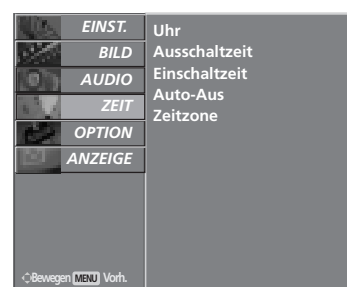 EINST.
BILD
AUDIO
ZEIT
OPTION
ANZEIGE
Uhr
Ausschaltzeit
Einschaltzeit
Auto-Aus
Zeitzone
Bewegen MENU Vorh.